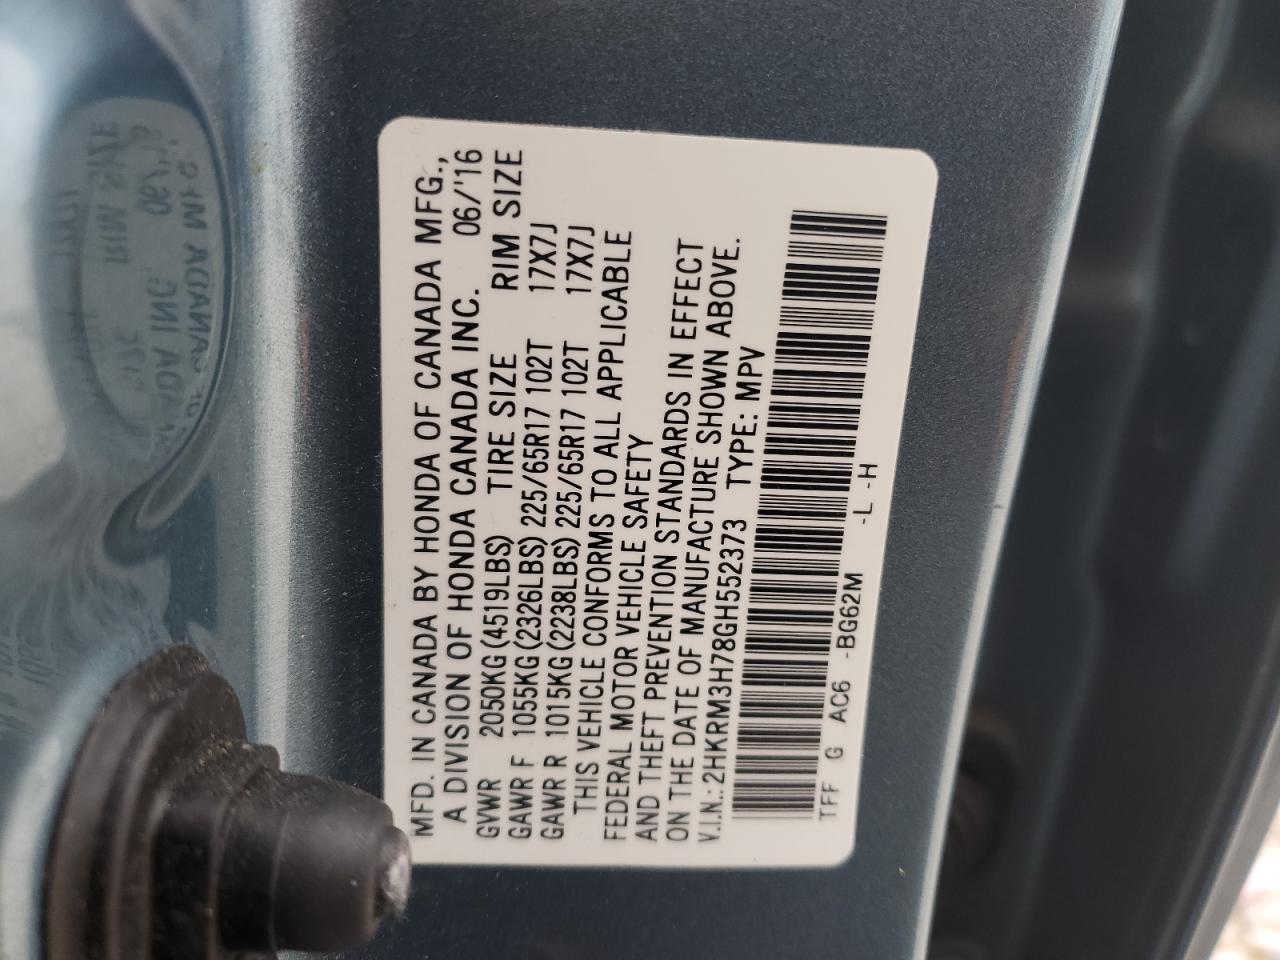 MFD. IN CANADA BY HONDA OF CANADA MFG.,
A DIVISION OF HONDA CANADA INC. 06/'16
GVWR 2050KG(4519LBS) TIRE SIZE RIM SIZE
GAWR F 1055KG(2326LBS) 225/65R17 102T 17X7J
GAWR R 1015KG(2238LBS) 225/65R17 102T 17X7J
THIS VEHICLE CONFORMS TO ALL APPLICABLE
FEDERAL MOTOR VEHICLE SAFETY
AND THEFT PREVENTION STANDARDS IN EFFECT
ON THE DATE OF MANUFACTURE SHOWN ABOVE.
V.I.N.:2HKRM3H78GH552373 TYPE: MPV
TFF G AC6 -BG62M -L -H